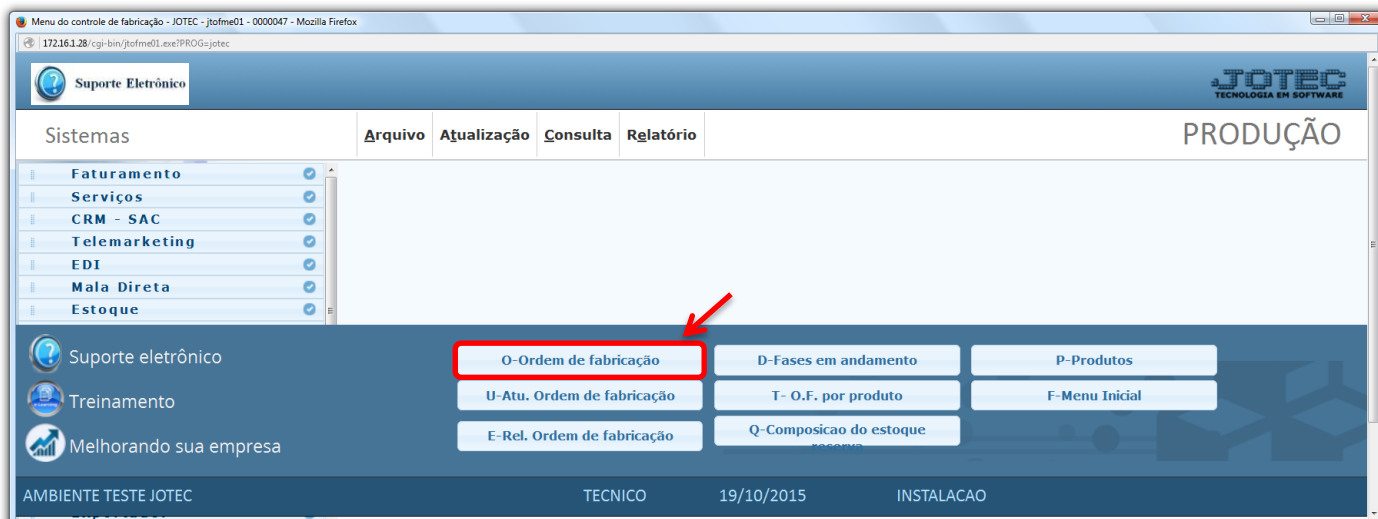 Menu do controle de fabricação - JOTEC - jtofme01 - 0000047 - Mozilla Firefox
172.16.1.28/cgi-bin/jtofme01.exe?PROG=jotec
Suporte Eletrônico
JOTEC
TECNOLOGIA EM SOFTWARE
Sistemas
Arquivo Atualização Consulta Relatório
PRODUÇÃO
Faturamento
Serviços
CRM - SAC
Telemarketing
EDI
Mala Direta
Estoque
Suporte eletrônico
Treinamento
Melhorando sua empresa
O-Ordem de fabricação D-Fases em andamento P-Produtos
U-Atu. Ordem de fabricação T- O.F. por produto F-Menu Inicial
E-Rel. Ordem de fabricação Q-Composicao do estoque
reserva
AMBIENTE TESTE JOTEC TECNICO 19/10/2015 INSTALACAO